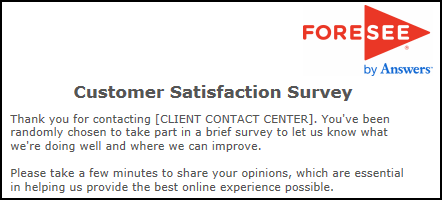 FORESEE®
by Answers™
Customer Satisfaction Survey
Thank you for contacting [CLIENT CONTACT CENTER]. You've been
randomly chosen to take part in a brief survey to let us know what
we're doing well and where we can improve.
Please take a few minutes to share your opinions, which are essential
in helping us provide the best online experience possible.